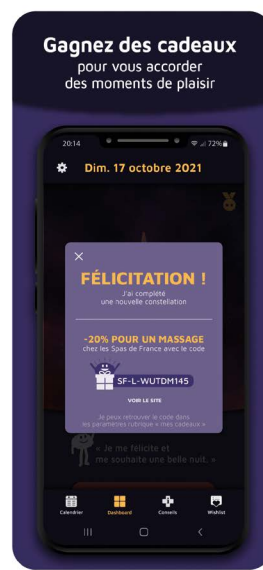 Gagnez des cadeaux
pour vous accorder
des moments de plaisir
20:14
72%
Dim. 17 octobre 2021
FÉLICITATION !
J'ai complété
une nouvelle constellation
-20% POUR UN MASSAGE
chez les Spas de France avec le code
SF-L-WUTDM145
VOIR LE SITE
Je peux retrouver le code dans
les paramètres rubrique « mes cadeaux »
« Je me félicite et
me souhaite une belle nuit. »
Calendrier Dashboard Conseils Wishlist